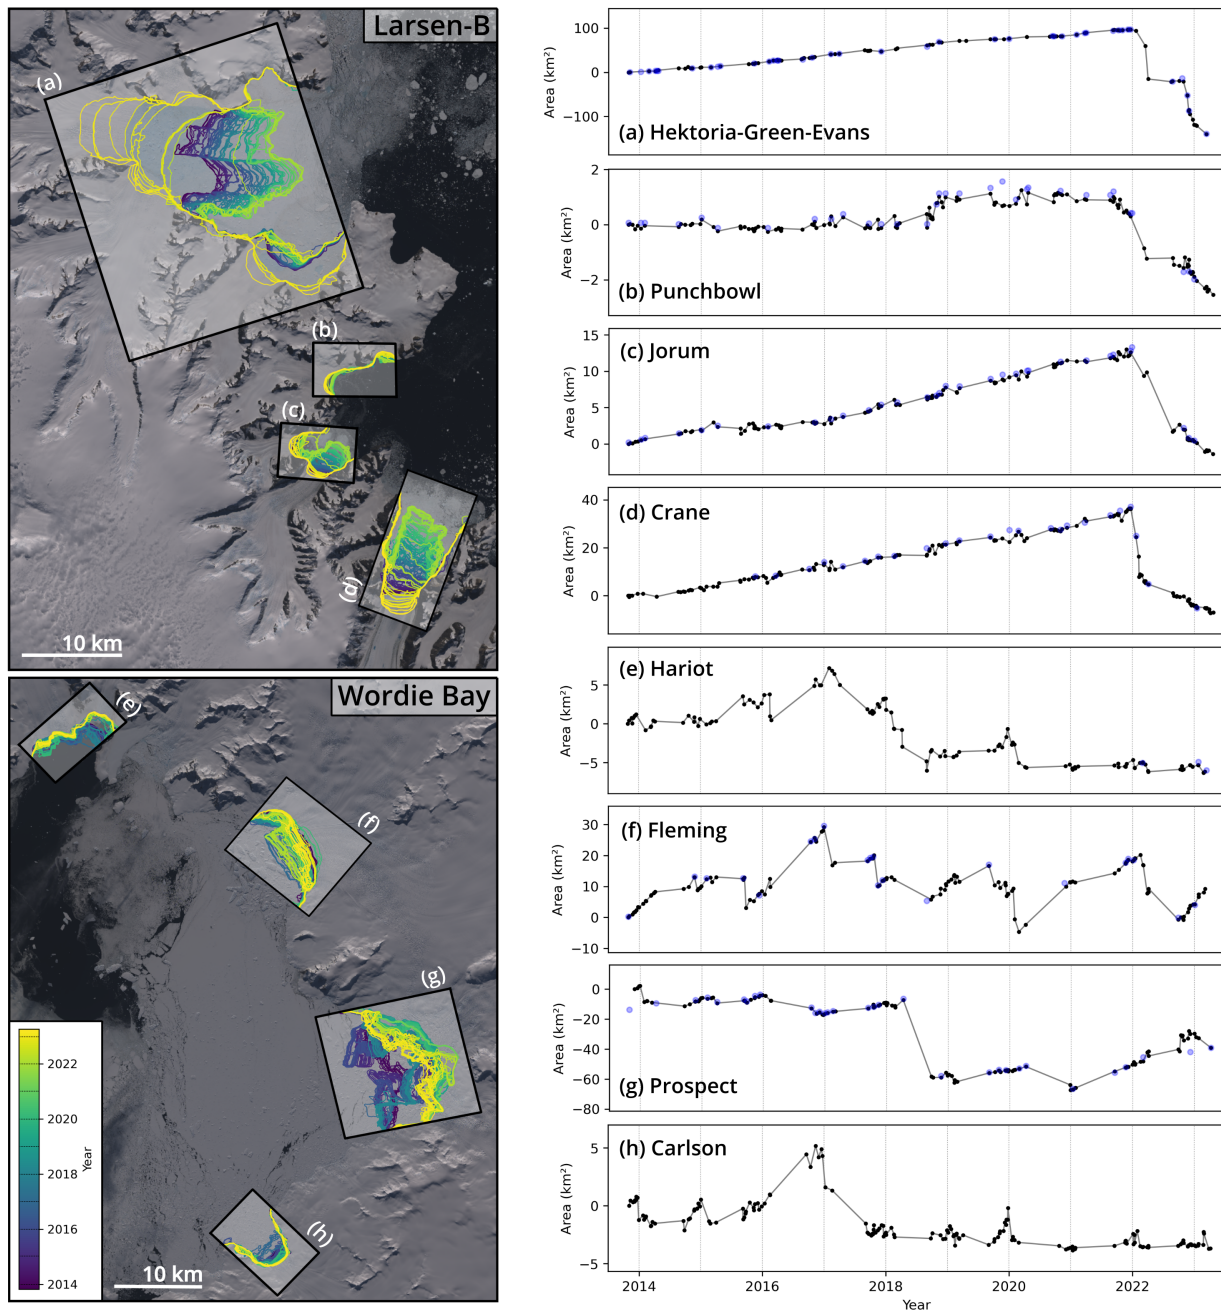 Larsen-B
(a)
(b)
(c)
(d)
10 km
Wordie Bay
(e)
(f)
(g)
(h)
2022
2020
2018
2016
2014
Year
10 km
100
0
−100
Area (km²)
(a) Hektoria-Green-Evans
2
0
−2
Area (km²)
(b) Punchbowl
15
10
5
0
Area (km²)
(c) Jorum
40
20
0
Area (km²)
(d) Crane
5
0
−5
Area (km²)
(e) Hariot
30
20
10
0
−10
Area (km²)
(f) Fleming
0
−20
−40
−60
−80
Area (km²)
(g) Prospect
5
0
−5
Area (km²)
(h) Carlson
2014 2016 2018 2020 2022
Year